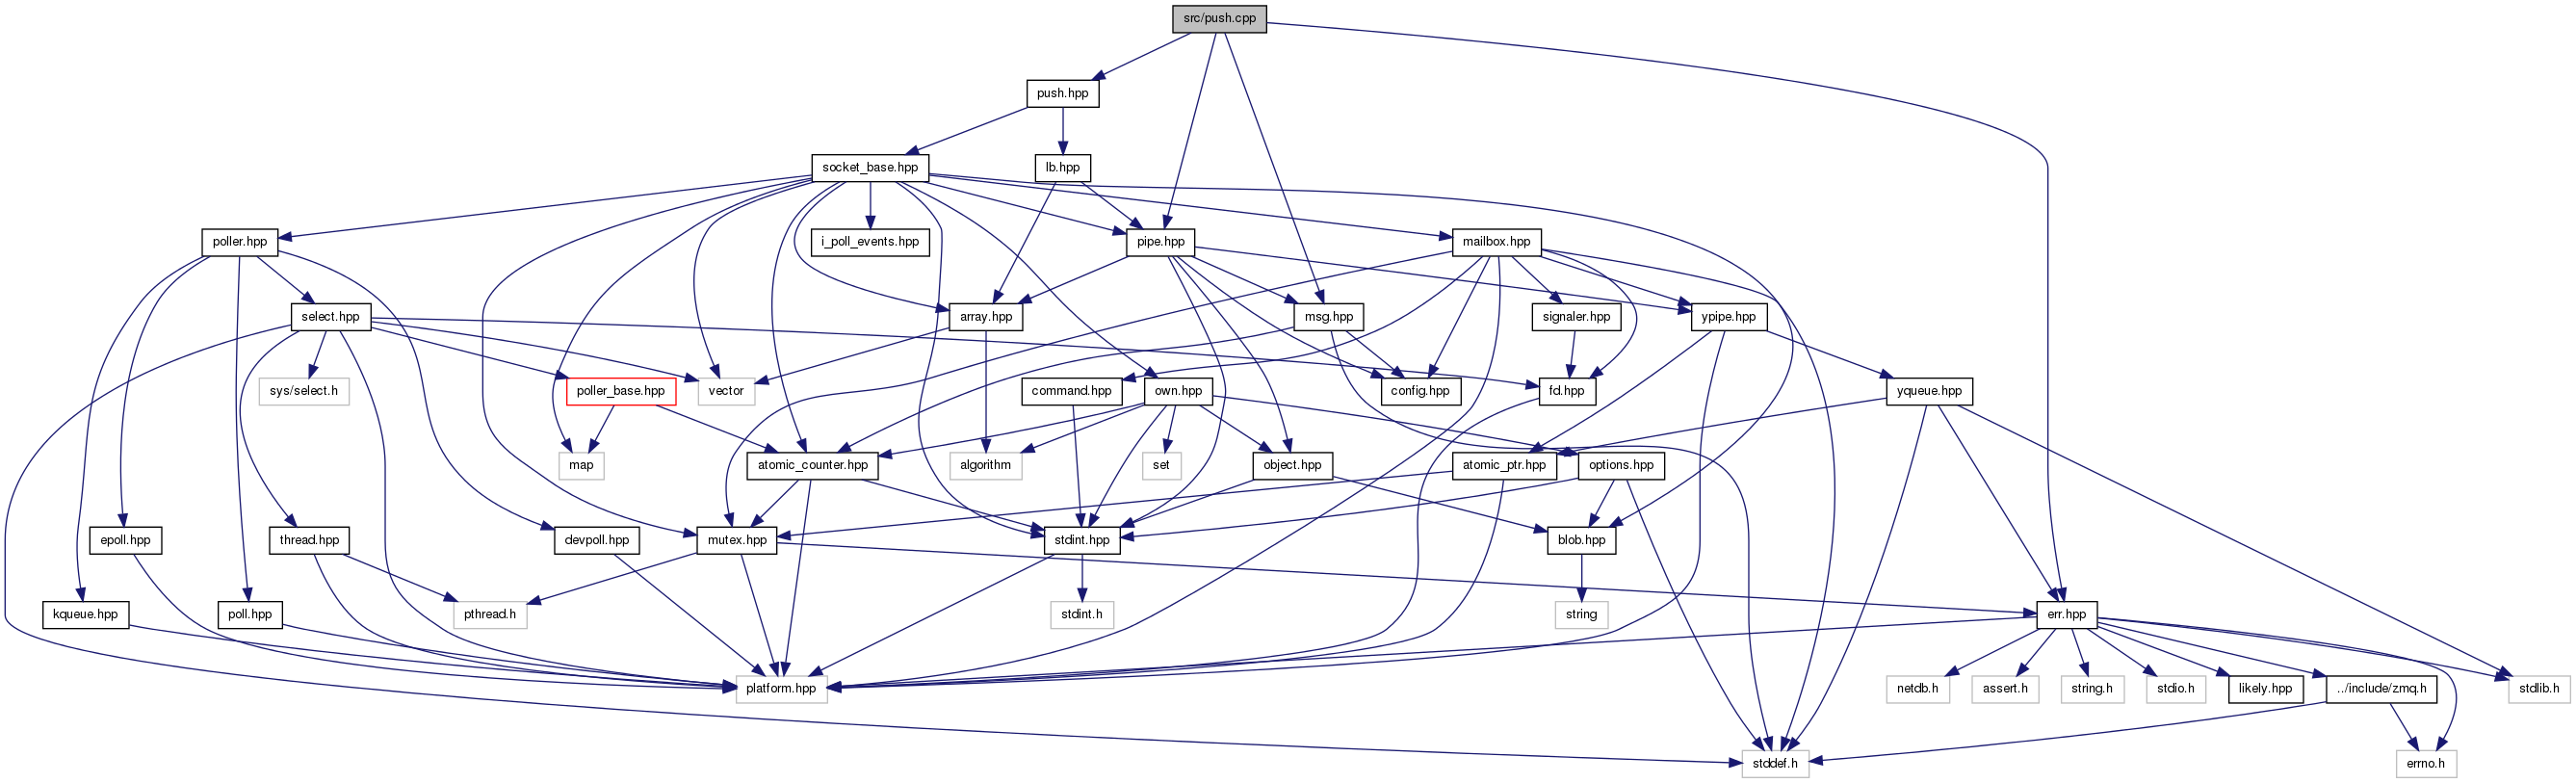 src/push.cpp
push.hpp
socket_base.hpp
lb.hpp
poller.hpp
i_poll_events.hpp
pipe.hpp
mailbox.hpp
select.hpp
array.hpp
msg.hpp
signaler.hpp
ypipe.hpp
sys/select.h
poller_base.hpp
vector
command.hpp
own.hpp
config.hpp
fd.hpp
yqueue.hpp
map
atomic_counter.hpp
algorithm
set
object.hpp
atomic_ptr.hpp
options.hpp
epoll.hpp
thread.hpp
devpoll.hpp
mutex.hpp
stdint.hpp
blob.hpp
kqueue.hpp
poll.hpp
pthread.h
stdint.h
string
err.hpp
platform.hpp
netdb.h
assert.h
string.h
stdio.h
likely.hpp
../include/zmq.h
stdlib.h
stddef.h
errno.h